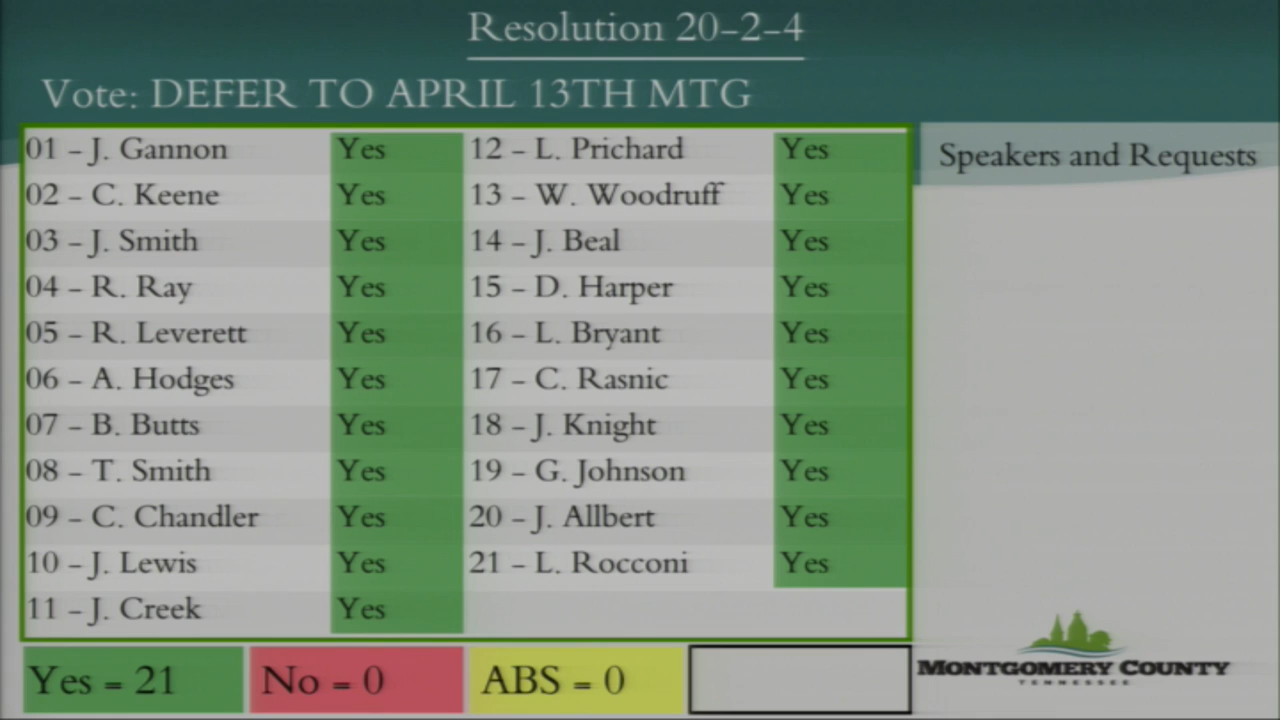 Resolution 20-2-4
Vote: DEFER TO APRIL 13TH MTG
01 - J. Gannon Yes 12 - L. Prichard Yes
02 - C. Keene Yes 13 - W. Woodruff Yes
03 - J. Smith Yes 14 - J. Beal Yes
04 - R. Ray Yes 15 - D. Harper Yes
05 - R. Leverett Yes 16 - L. Bryant Yes
06 - A. Hodges Yes 17 - C. Rasnic Yes
07 - B. Butts Yes 18 - J. Knight Yes
08 - T. Smith Yes 19 - G. Johnson Yes
09 - C. Chandler Yes 20 - J. Allbert Yes
10 - J. Lewis Yes 21 - L. Rocconi Yes
11 - J. Creek Yes
Yes = 21 No = 0 ABS = 0
Speakers and Requests
MONTGOMERY COUNTY
TENNESSEE